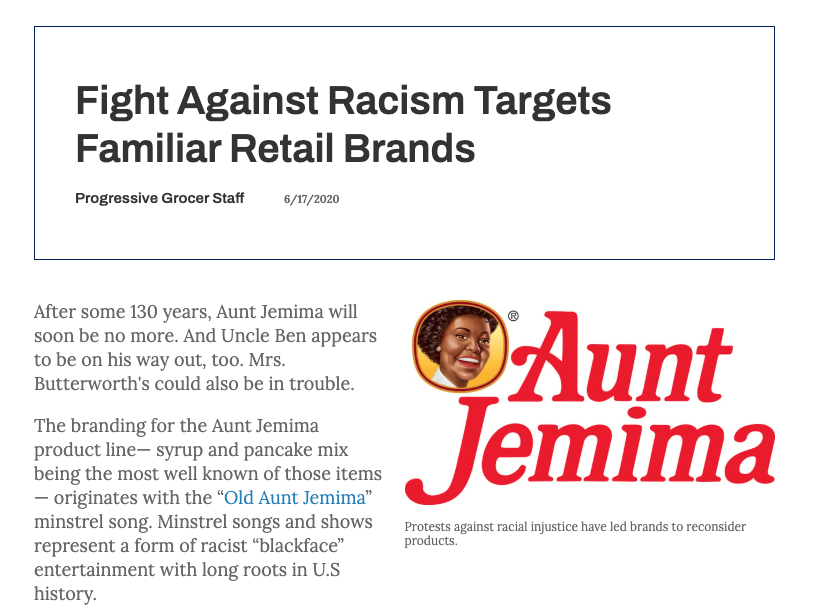 Fight Against Racism Targets
Familiar Retail Brands
Progressive Grocer Staff 6/17/2020
After some 130 years, Aunt Jemima will
soon be no more. And Uncle Ben appears
to be on his way out, too. Mrs.
Butterworth's could also be in trouble.
The branding for the Aunt Jemima
product line— syrup and pancake mix
being the most well known of those items
— originates with the “Old Aunt Jemima”
minstrel song. Minstrel songs and shows
represent a form of racist “blackface”
entertainment with long roots in U.S
history.
®
Aunt
Jemima
Protests against racial injustice have led brands to reconsider
products.